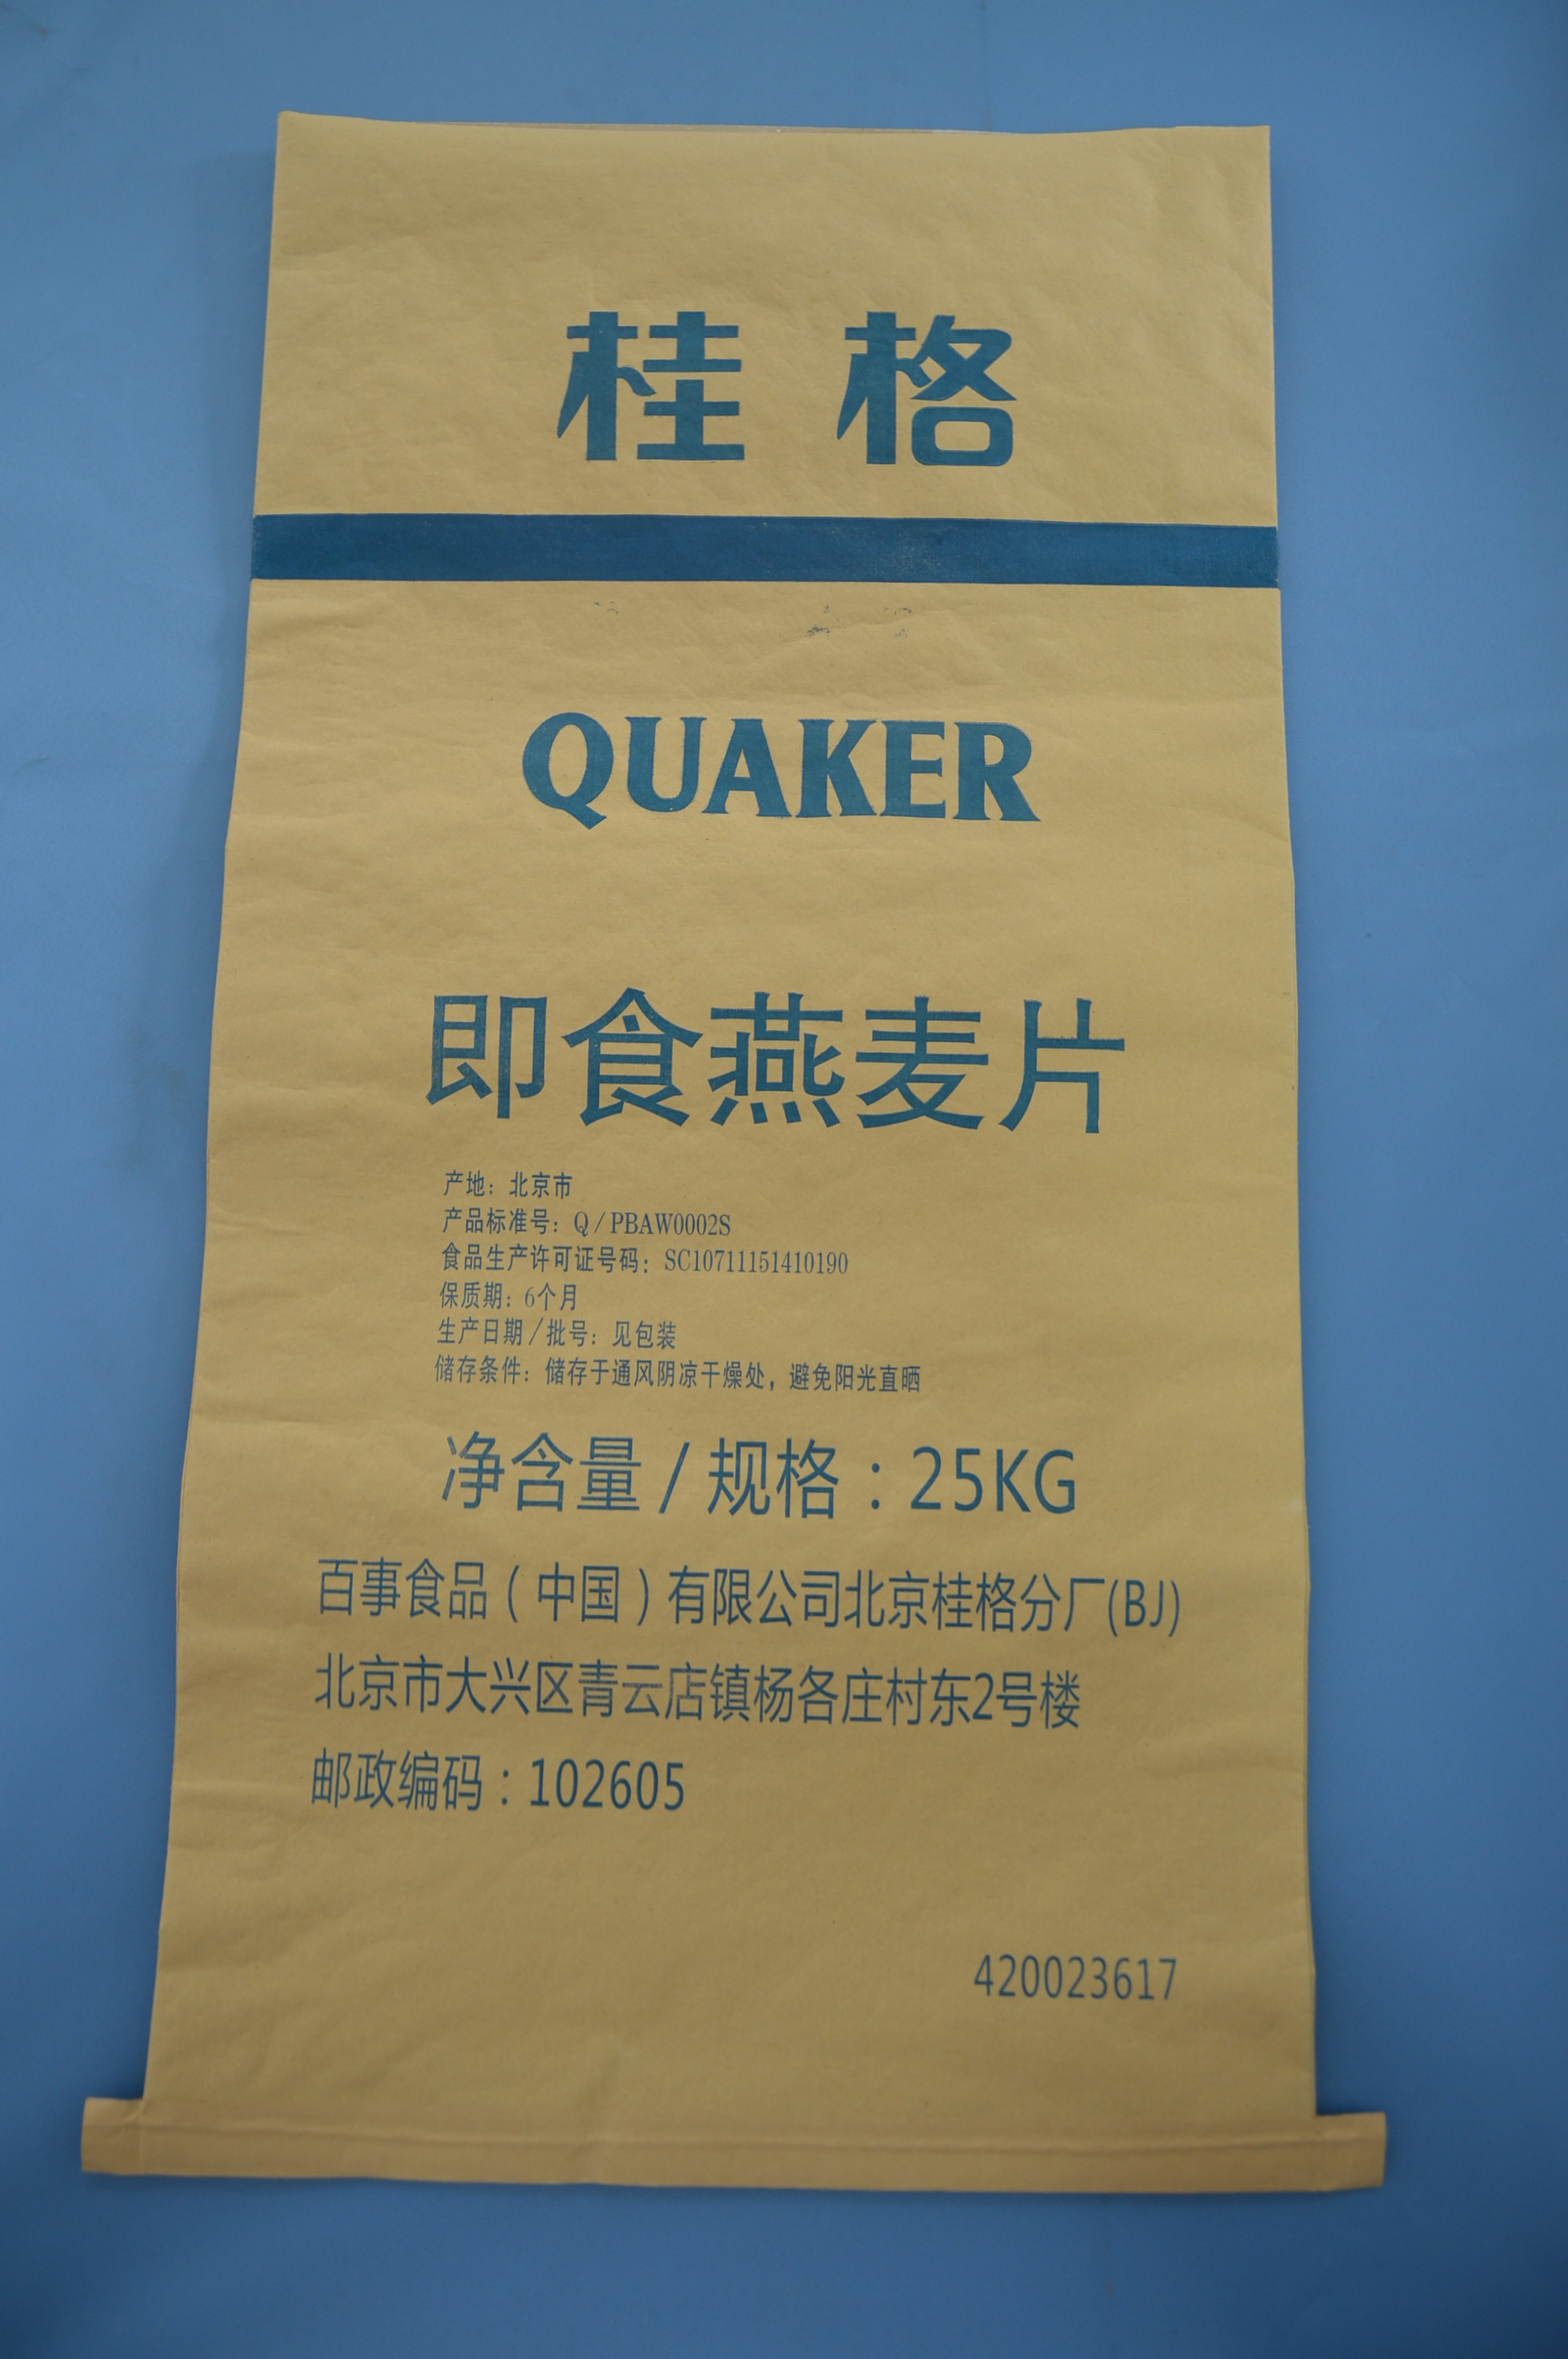 桂格
QUAKER
即食燕麦片
产地：北京市
产品标准号：Q/PBAW0002S
食品生产许可证号码：SC10711151410190
保质期：6个月
生产日期/批号：见包装
储存条件：储存于通风阴凉干燥处，避免阳光直晒
净含量/规格：25KG
百事食品（中国）有限公司北京桂格分厂(BJ)
北京市大兴区青云店镇杨各庄村东2号楼
邮政编码：102605
420023617